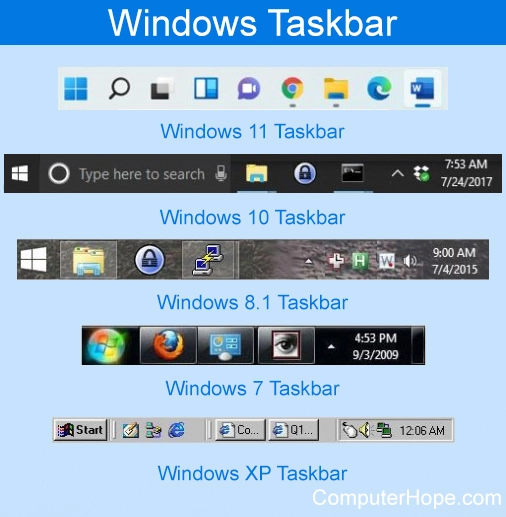 Windows Taskbar
Windows 11 Taskbar
Type here to search
7:53 AM
7/24/2017
Windows 10 Taskbar
H W
9:00 AM
7/4/2015
Windows 8.1 Taskbar
4:53 PM
9/3/2009
Windows 7 Taskbar
Start Co... Q1... 12:06 AM
Windows XP Taskbar
ComputerHope.com